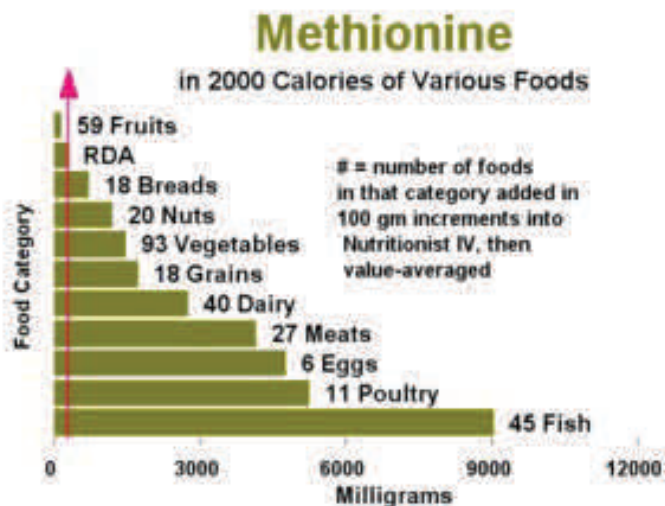 Methionine
in 2000 Calories of Various Foods
59 Fruits
RDA
18 Breads
20 Nuts
93 Vegetables
18 Grains
40 Dairy
27 Meats
6 Eggs
11 Poultry
45 Fish
# = number of foods
in that category added in
100 gm increments into
Nutritionist IV, then
value-averaged
Food Category
0 3000 6000 9000 12000
Milligrams